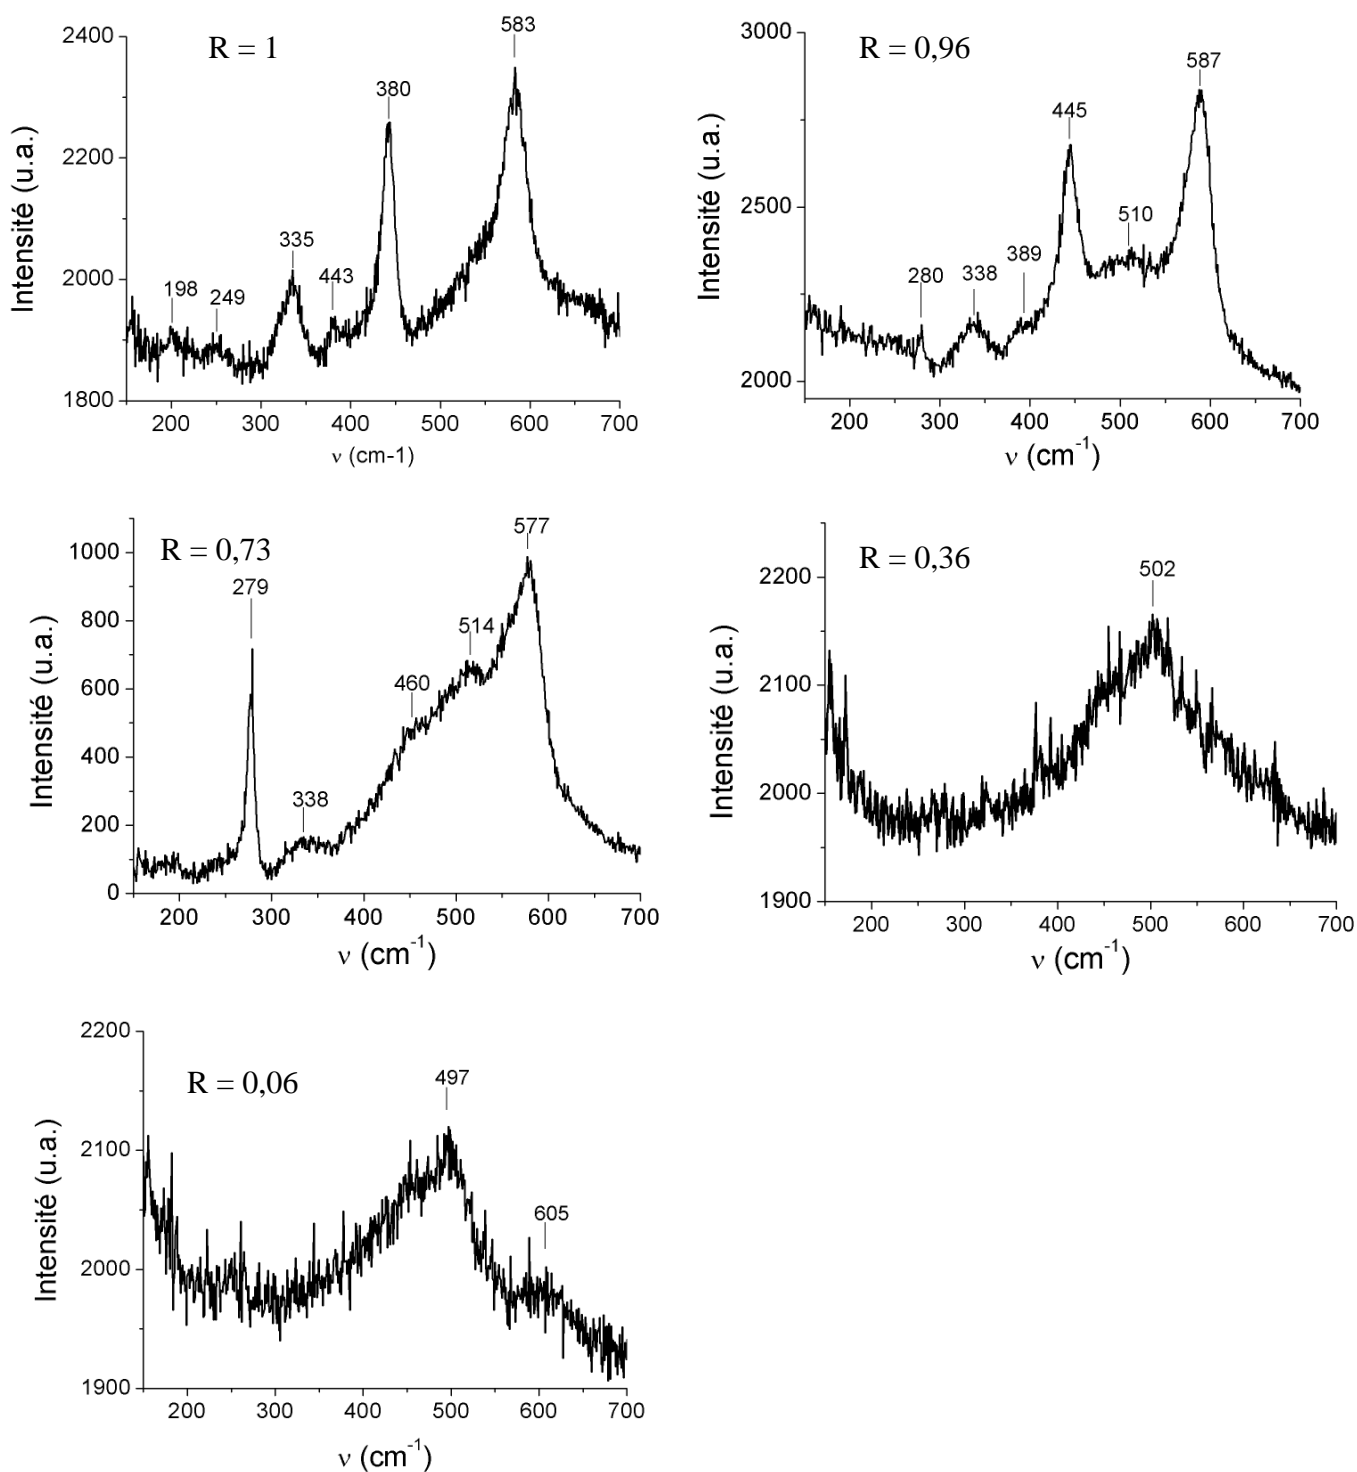 R = 1
583
380
335
443
198
249
2400
2200
2000
1800
Intensité (u.a.)
200 300 400 500 600 700
ν (cm-1)
R = 0,96
587
445
510
389
338
280
3000
2500
2000
Intensité (u.a.)
200 300 400 500 600 700
ν (cm-1)
R = 0,73
577
279
514
460
338
1000
800
600
400
200
0
Intensité (u.a.)
200 300 400 500 600 700
ν (cm-1)
R = 0,36
502
2200
2100
2000
1900
Intensité (u.a.)
200 300 400 500 600 700
ν (cm-1)
R = 0,06
497
605
2200
2100
2000
1900
Intensité (u.a.)
200 300 400 500 600 700
ν (cm-1)